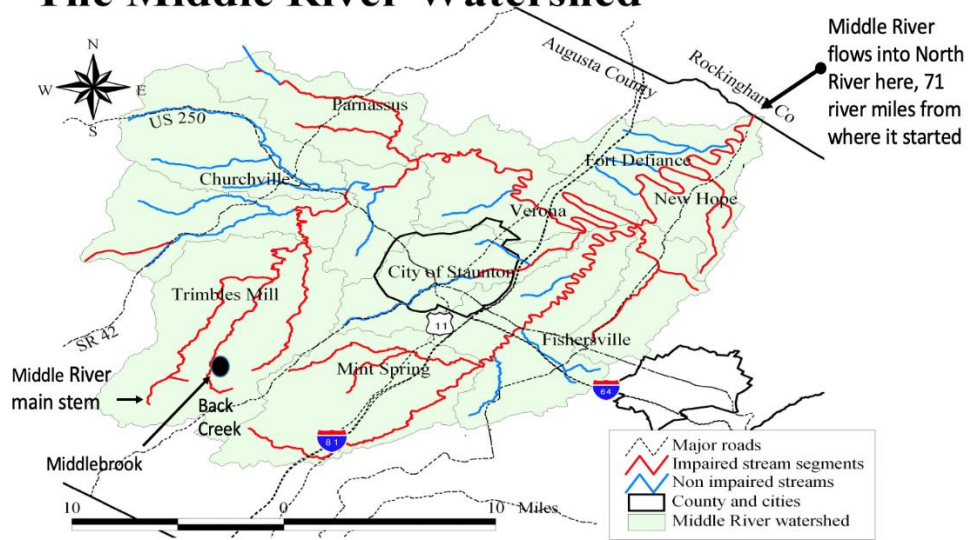 The Middle River Watershed
Middle River
flows into North
River here, 71
river miles from
where it started
N
W E
S
Augusta County
Rockingham Co
Parnassus
US 250
Churchville
Fort Defiance
New Hope
Verona
City of Staunton
Trimbles Mill
SR 42
11
Fishersville
Mint Spring
64
81
Middle River
main stem
Back
Creek
Middlebrook
10 0 10 Miles
Major roads
Impaired stream segments
Non impaired streams
County and cities
Middle River watershed